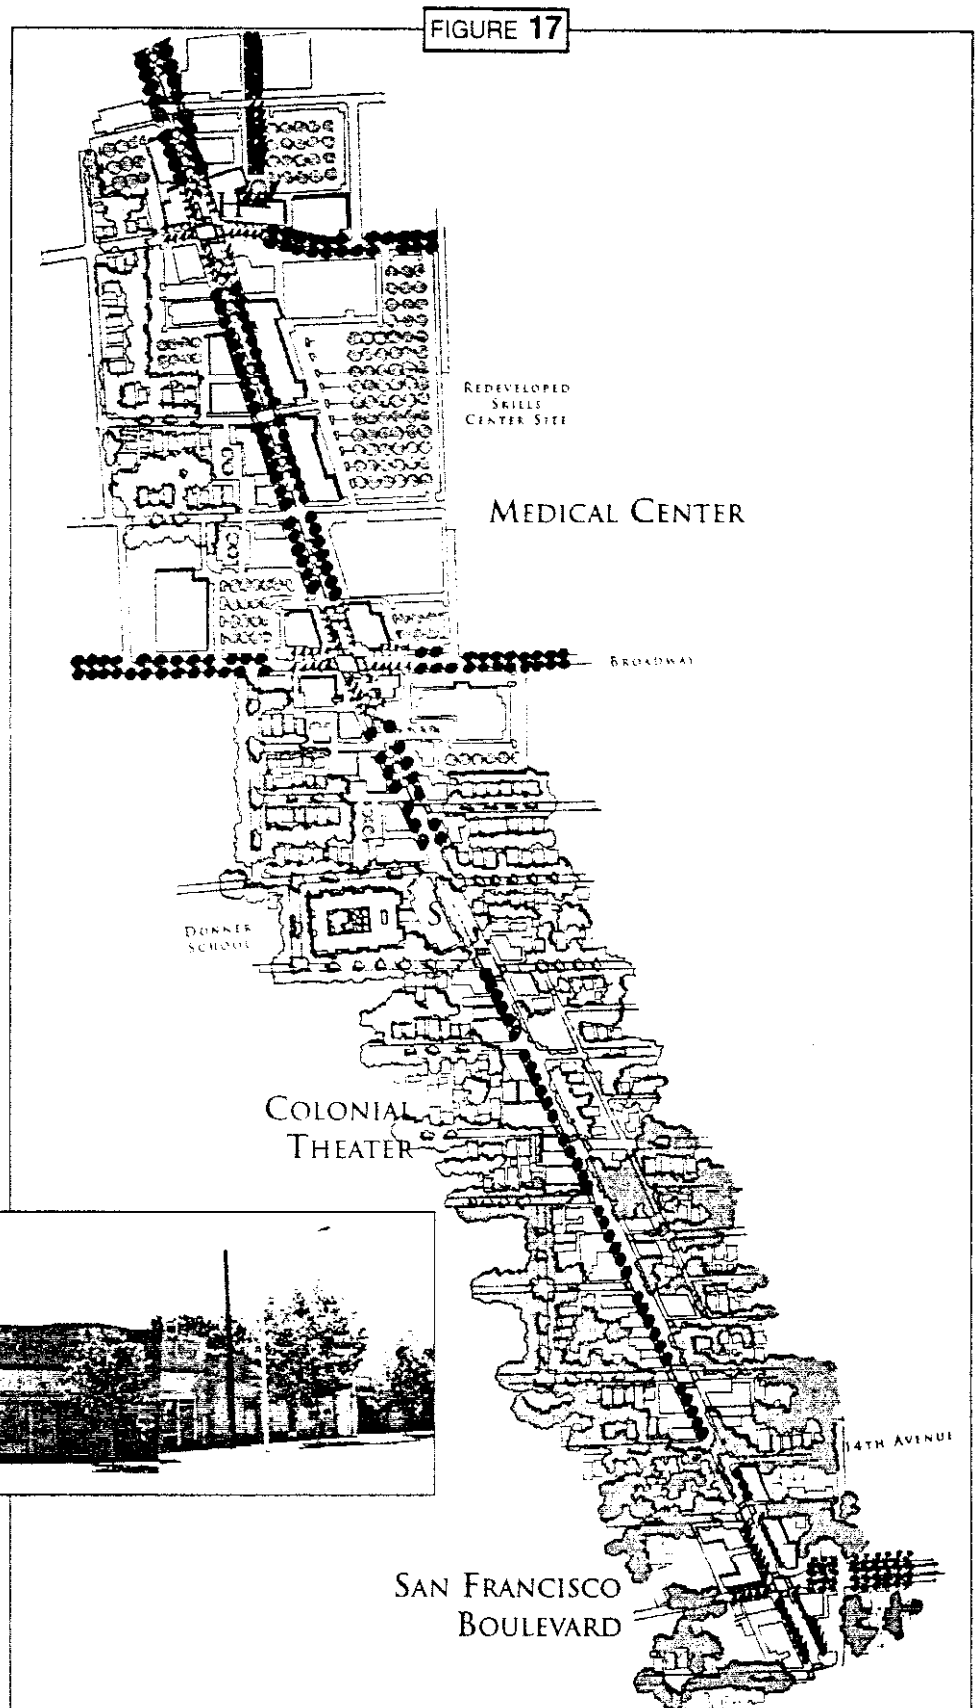 FIGURE 17
REDEVELOPED
SKILLS
CENTER SITE
MEDICAL CENTER
BROADWAY
DONNER
SCHOOL
S
COLONIAL
THEATER
14TH AVENUE
SAN FRANCISCO
BOULEVARD